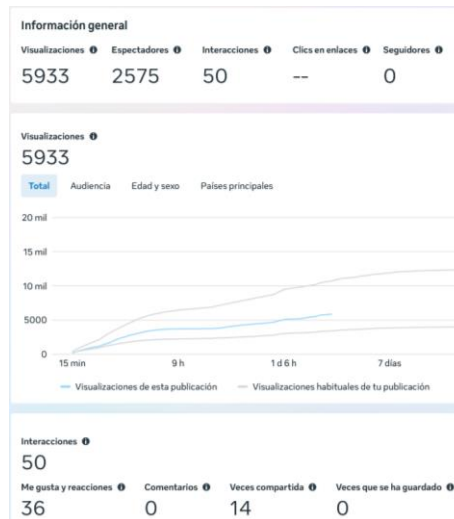 Información general
Visualizaciones Espectadores Interacciones Clics en enlaces Seguidores
5933 2575 50 -- 0
Visualizaciones
5933
Total Audiencia Edad y sexo Países principales
20 mil
15 mil
10 mil
5000
0
15 min 9 h 1 d 6 h 7 días
Visualizaciones de esta publicación Visualizaciones habituales de tu publicación
Interacciones
50
Me gusta y reacciones Comentarios Veces compartida Veces que se ha guardado
36 0 14 0